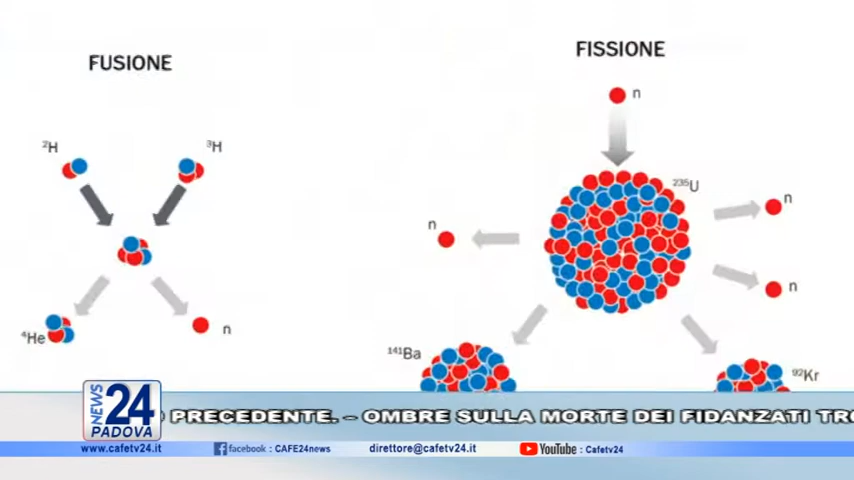 FUSIONE
FISSIONE
n
²H
³H
²³⁵U
n
n
n
⁴He
n
¹⁴¹Ba
⁹²Kr
NEWS 24 PADOVA
PRECEDENTE. – OMBRE SULLA MORTE DEI FIDANZATI
www.cafetv24.it
facebook : CAFE24news
direttore@cafetv24.it
YouTube : Cafetv24